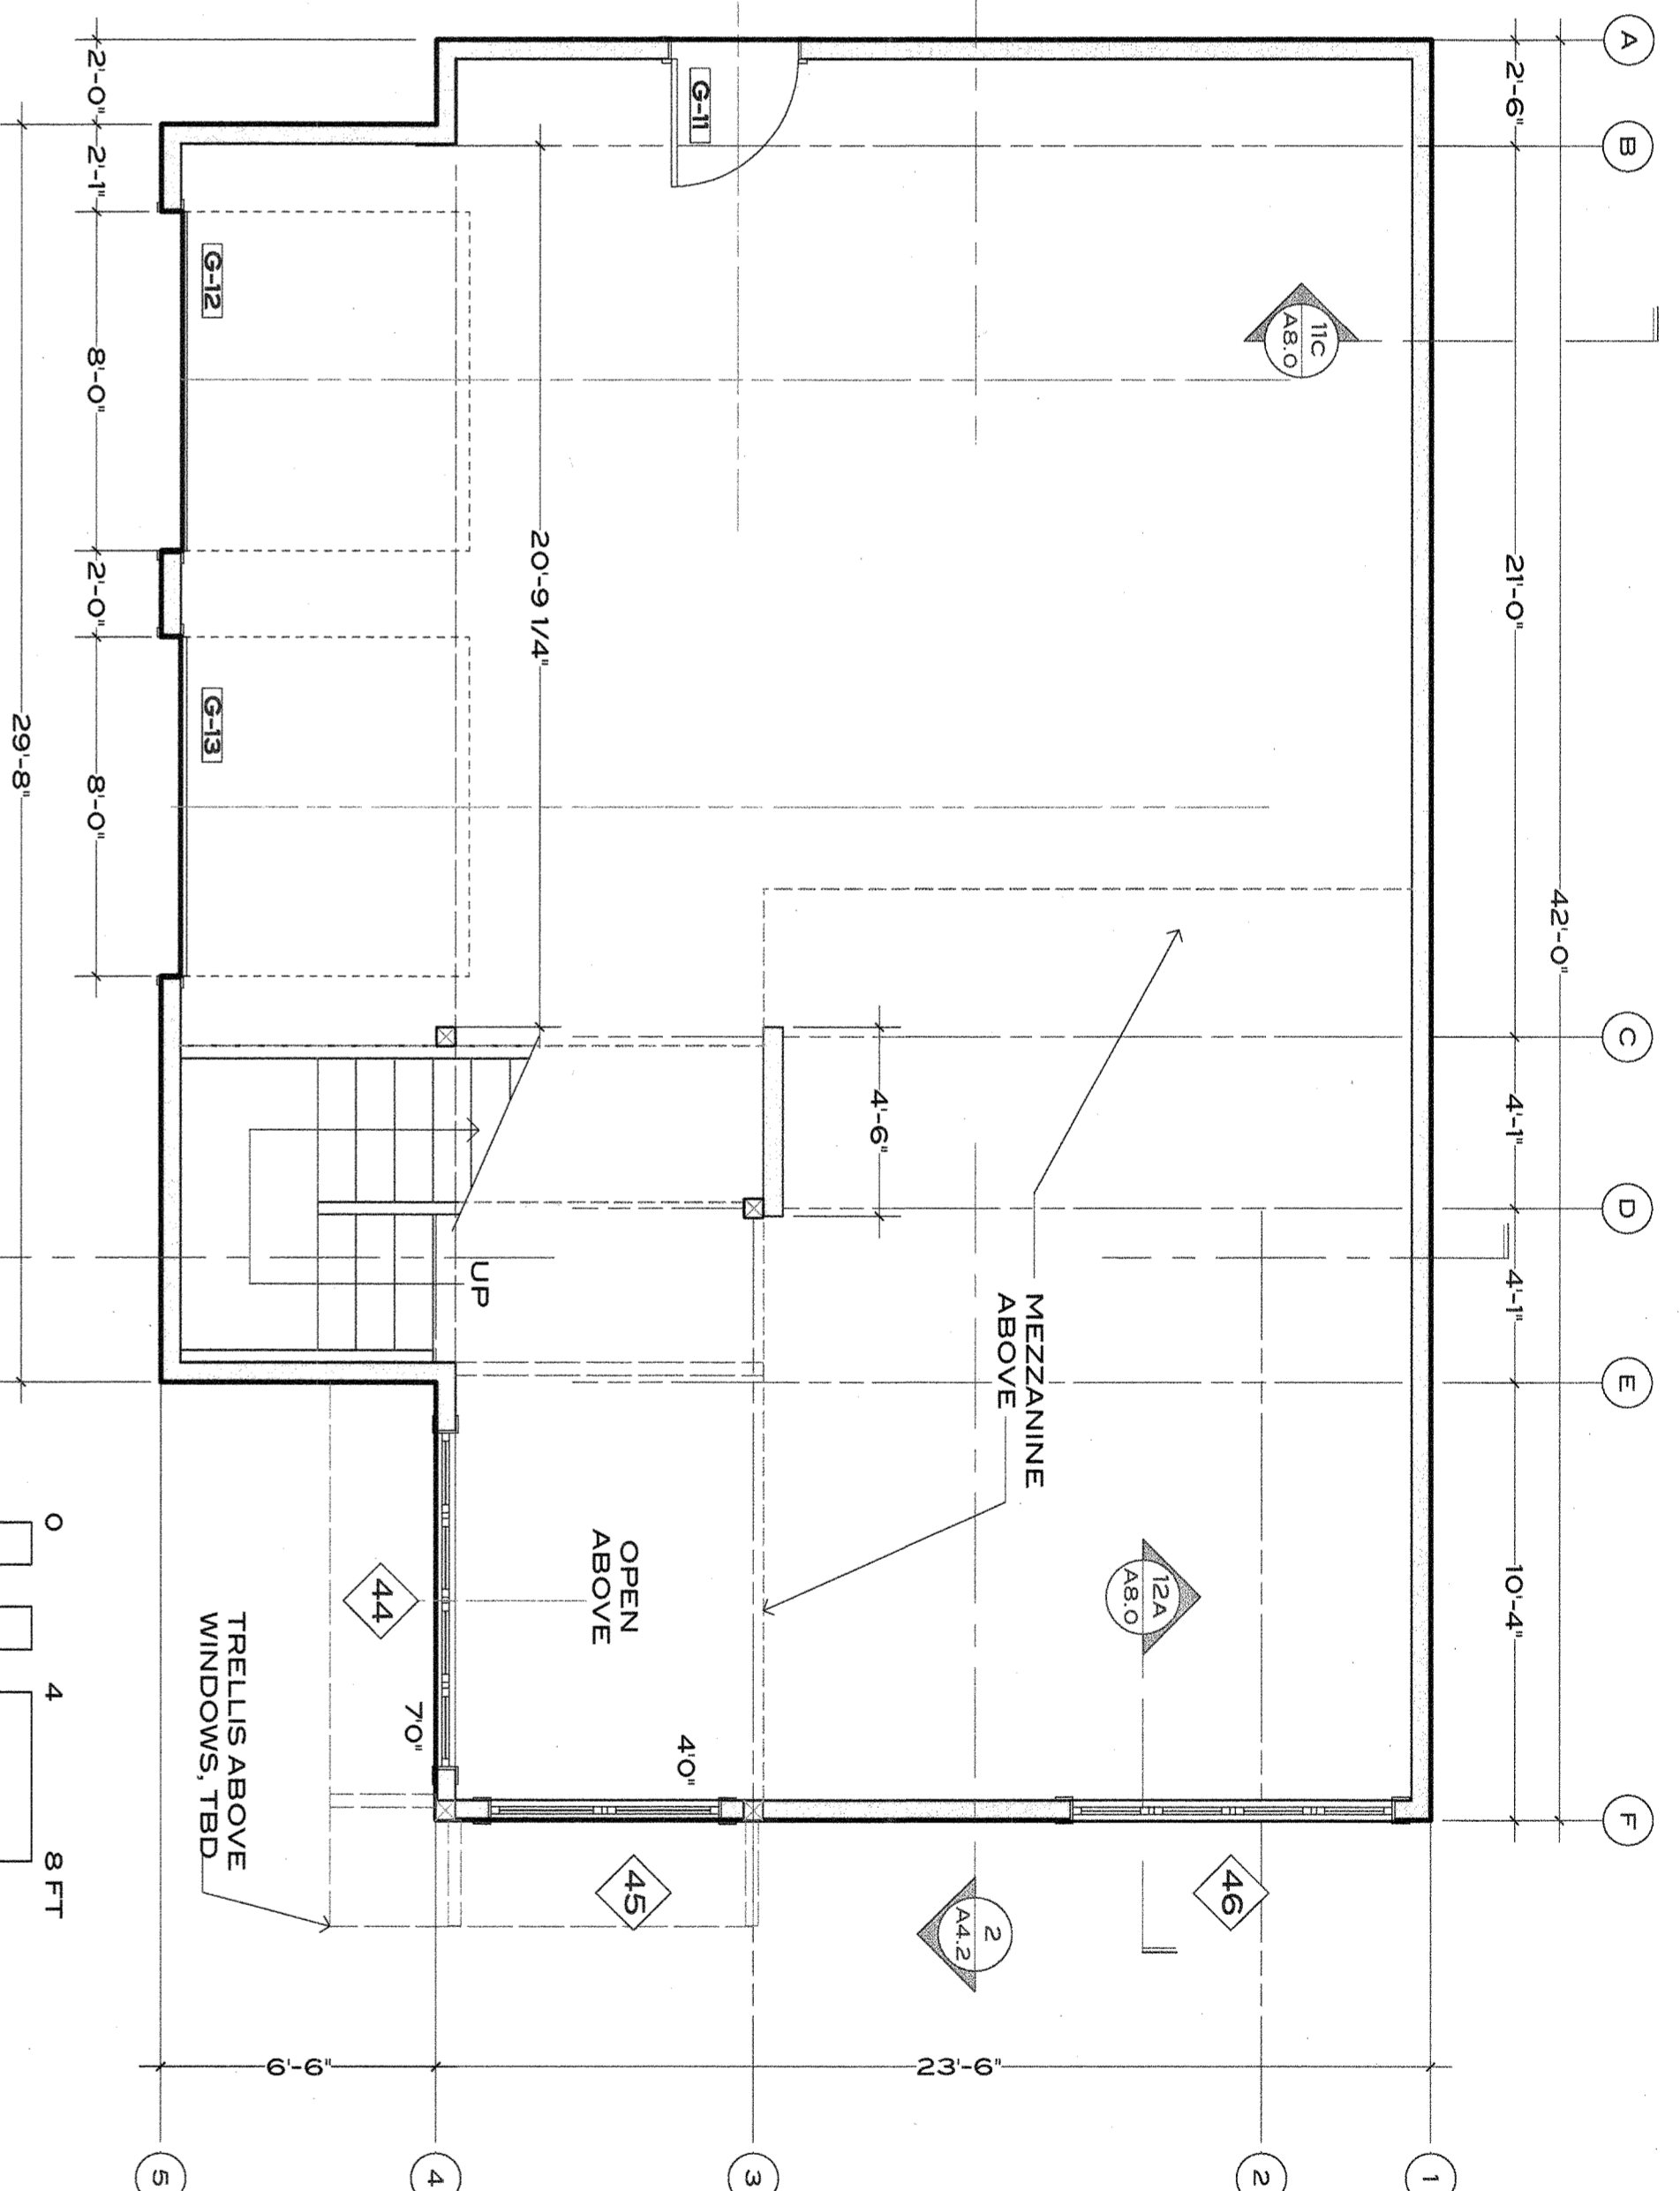 A
B
C
D
E
F
42'-0"
2'-6"
21'-0"
4'-1"
4'-1"
10'-4"
11C
A8.0
G-11
20'-9 1/4"
4'-6"
MEZZANINE
ABOVE
12A
A8.0
46
2
A4.2
UP
OPEN
ABOVE
4'0"
45
7'0"
44
TRELLIS ABOVE
WINDOWS, TBD
G-12
G-13
2'-0"
2'-1"
8'-0"
2'-0"
8'-0"
29'-8"
0
4
8 FT
6'-6"
23'-6"
1
2
3
4
5